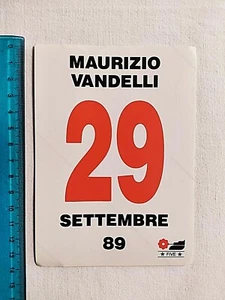 MAURIZIO
VANDELLI
29
SETTEMBRE
89
★ FIVE ★